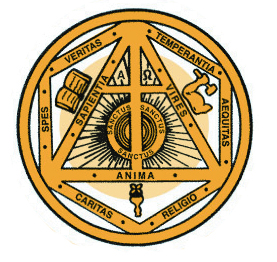 VERITAS
TEMPERANTIA
AEQUITAS
RELIGIO
CARITAS
SPES
SAPIENTIA
VIRES
ANIMA
Α Ω
SANCTUS SANCTUS
SANCTUS